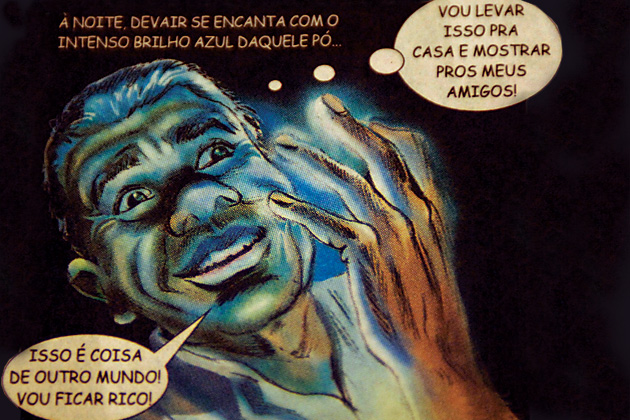 À NOITE, DEVAIR SE ENCANTA COM O
INTENSO BRILHO AZUL DAQUELE PÓ...
VOU LEVAR
ISSO PRA
CASA E MOSTRAR
PROS MEUS
AMIGOS!
ISSO É COISA
DE OUTRO MUNDO!
VOU FICAR RICO!